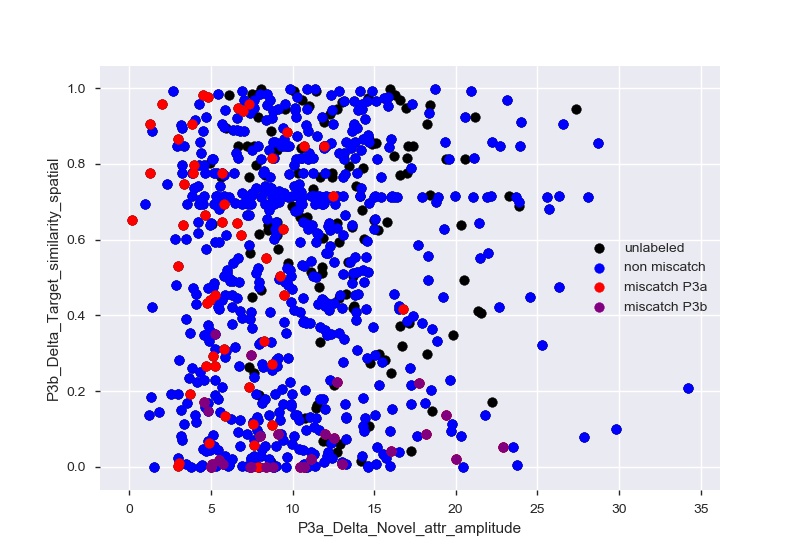 1.0
0.8
0.6
0.4
0.2
0.0
P3b_Delta_Target_similarity_spatial
unlabeled
non miscatch
miscatch P3a
miscatch P3b
0 5 10 15 20 25 30 35
P3a_Delta_Novel_attr_amplitude